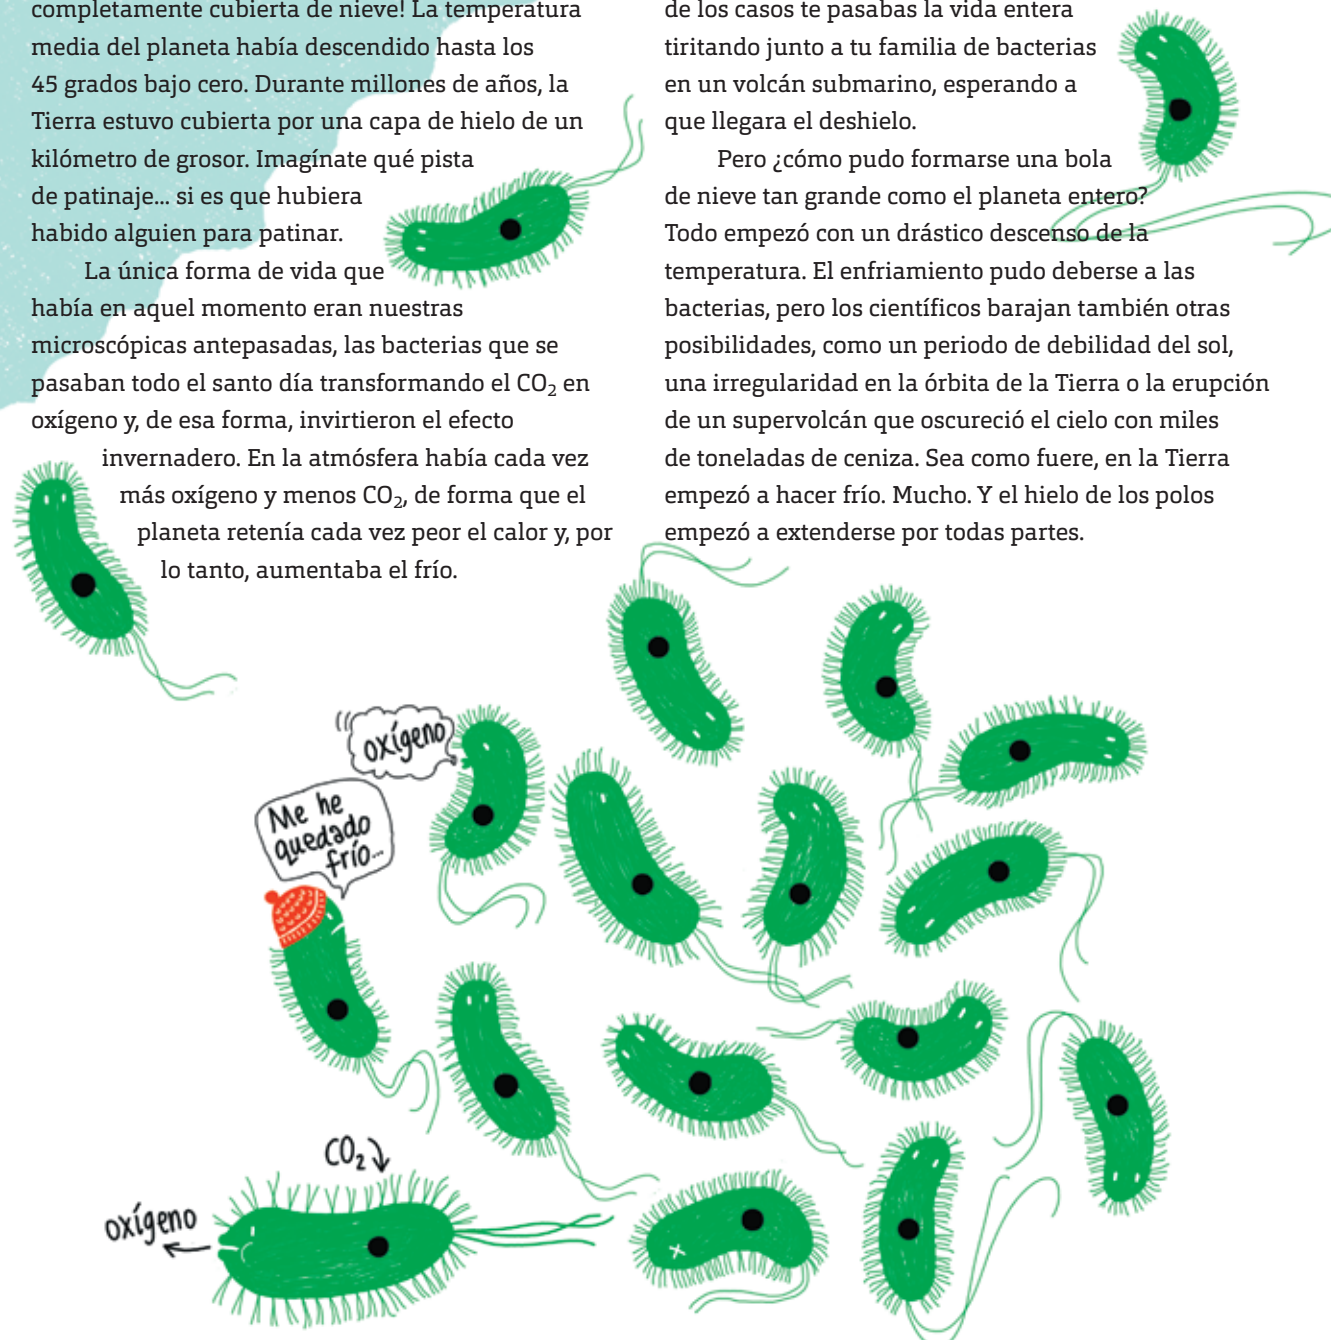 completamente cubierta de nieve! La temperatura
media del planeta había descendido hasta los
45 grados bajo cero. Durante millones de años, la
Tierra estuvo cubierta por una capa de hielo de un
kilómetro de grosor. Imagínate qué pista
de patinaje... si es que hubiera
habido alguien para patinar.
La única forma de vida que
había en aquel momento eran nuestras
microscópicas antepasadas, las bacterias que se
pasaban todo el santo día transformando el CO₂ en
oxígeno y, de esa forma, invirtieron el efecto
invernadero. En la atmósfera había cada vez
más oxígeno y menos CO₂, de forma que el
planeta retenía cada vez peor el calor y, por
lo tanto, aumentaba el frío.
de los casos te pasabas la vida entera
tiritando junto a tu familia de bacterias
en un volcán submarino, esperando a
que llegara el deshielo.
Pero ¿cómo pudo formarse una bola
de nieve tan grande como el planeta entero?
Todo empezó con un drástico descenso de la
temperatura. El enfriamiento pudo deberse a las
bacterias, pero los científicos barajan también otras
posibilidades, como un periodo de debilidad del sol,
una irregularidad en la órbita de la Tierra o la erupción
de un supervolcán que oscureció el cielo con miles
de toneladas de ceniza. Sea como fuere, en la Tierra
empezó a hacer frío. Mucho. Y el hielo de los polos
empezó a extenderse por todas partes.
oxígeno
Me he
quedado
frío...
CO₂
oxígeno